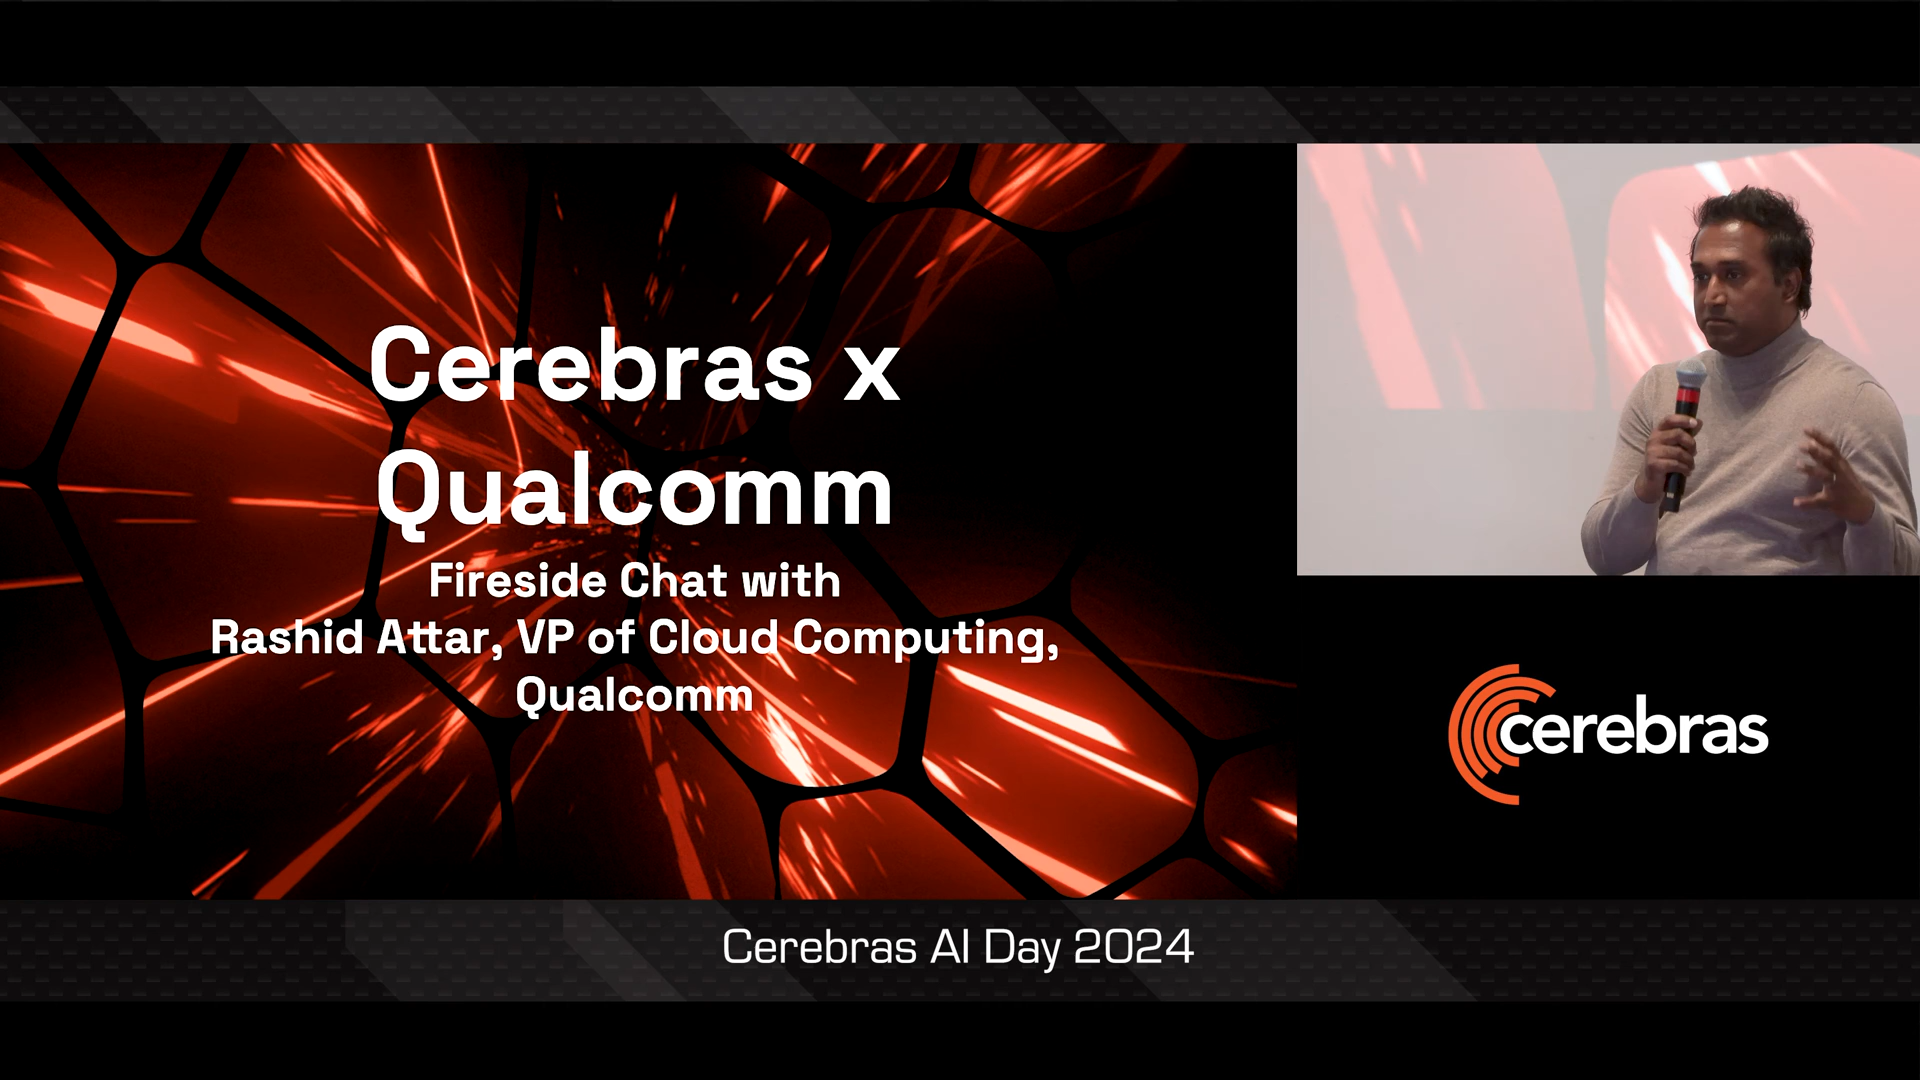 Cerebras x
Qualcomm
Fireside Chat with
Rashid Attar, VP of Cloud Computing,
Qualcomm
cerebras
Cerebras AI Day 2024